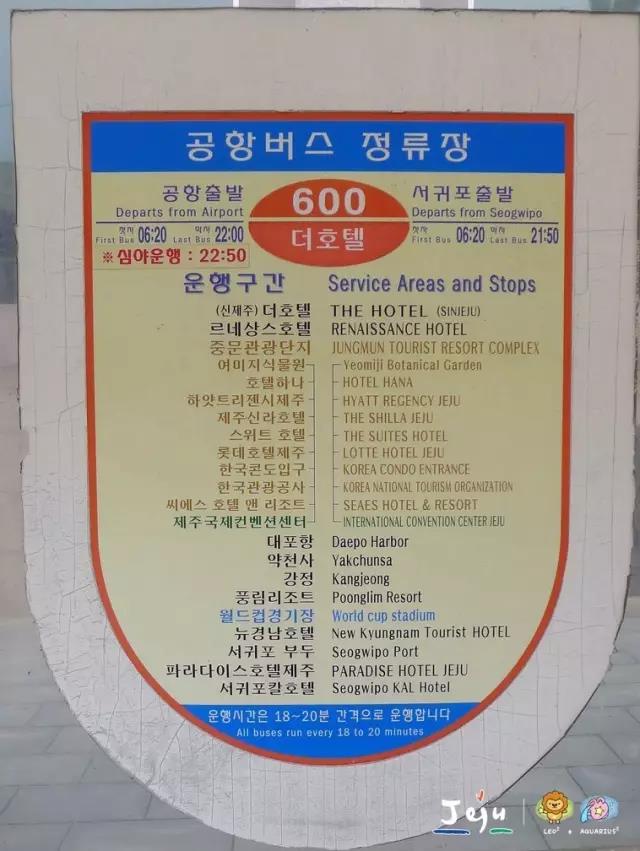 공항버스 정류장
공항출발 600 서귀포출발
Departs from Airport 더호텔 Departs from Seogwipo
첫차 First Bus 06:20 막차 Last Bus 22:00 첫차 First Bus 06:20 막차 Last Bus 21:50
※심야운행 : 22:50
운행구간 Service Areas and Stops
(신제주) 더호텔 THE HOTEL (SINJEJU)
르네상스호텔 RENAISSANCE HOTEL
중문관광단지 JUNGMUN TOURIST RESORT COMPLEX
여미지식물원 Yeomiji Botanical Garden
호텔하나 HOTEL HANA
하얏트리젠시제주 HYATT REGENCY JEJU
제주신라호텔 THE SHILLA JEJU
스위트 호텔 THE SUITES HOTEL
롯데호텔제주 LOTTE HOTEL JEJU
한국콘도입구 KOREA CONDO ENTRANCE
한국관광공사 KOREA NATIONAL TOURISM ORGANIZATION
씨에스 호텔 앤 리조트 SEAES HOTEL & RESORT
제주국제컨벤션센터 INTERNATIONAL CONVENTION CENTER JEJU
대포항 Daepo Harbor
약천사 Yakchunsa
강정 Kangjeong
풍림리조트 Poonglim Resort
월드컵경기장 World cup stadium
뉴경남호텔 New Kyungnam Tourist HOTEL
서귀포 부두 Seogwipo Port
파라다이스호텔제주 PARADISE HOTEL JEJU
서귀포칼호텔 Seogwipo KAL Hotel
운행시간은 18~20분 간격으로 운행합니다
All buses run every 18 to 20 minutes
Jeju
LEO² + AQUARIUS²